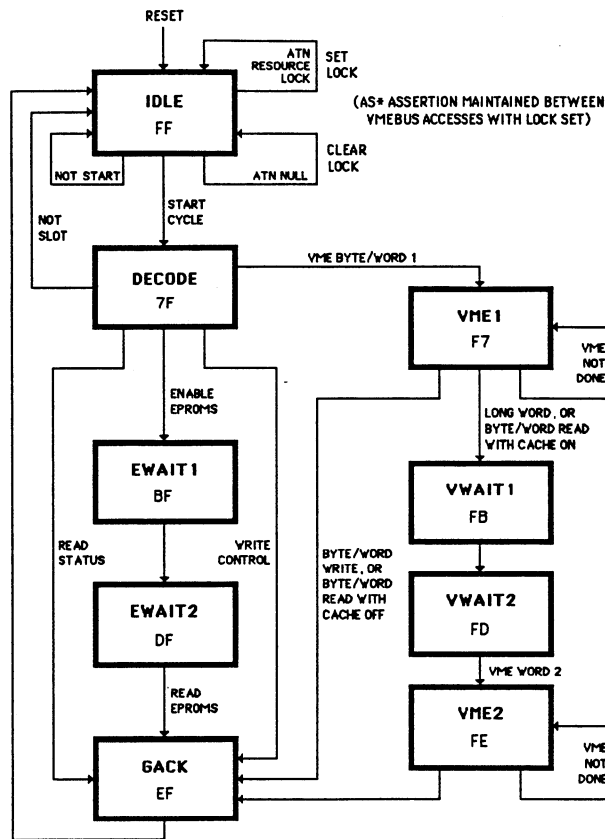 RESET
ATN
RESOURCE
LOCK
SET
LOCK
IDLE
FF
(AS* ASSERTION MAINTAINED BETWEEN
VMEBUS ACCESSES WITH LOCK SET)
NOT START
ATN NULL
CLEAR
LOCK
NOT
SLOT
START
CYCLE
DECODE
7F
VME BYTE/WORD 1
VME1
F7
VME
NOT
DONE
ENABLE
EPROMS
LONG WORD, OR
BYTE/WORD READ
WITH CACHE ON
EWAIT1
BF
VWAIT1
FB
READ
STATUS
WRITE
CONTROL
BYTE/WORD
WRITE, OR
BYTE/WORD
READ WITH
CACHE OFF
EWAIT2
DF
VWAIT2
FD
READ
EPROMS
VME WORD 2
VME2
FE
GACK
EF
VME
NOT
DONE